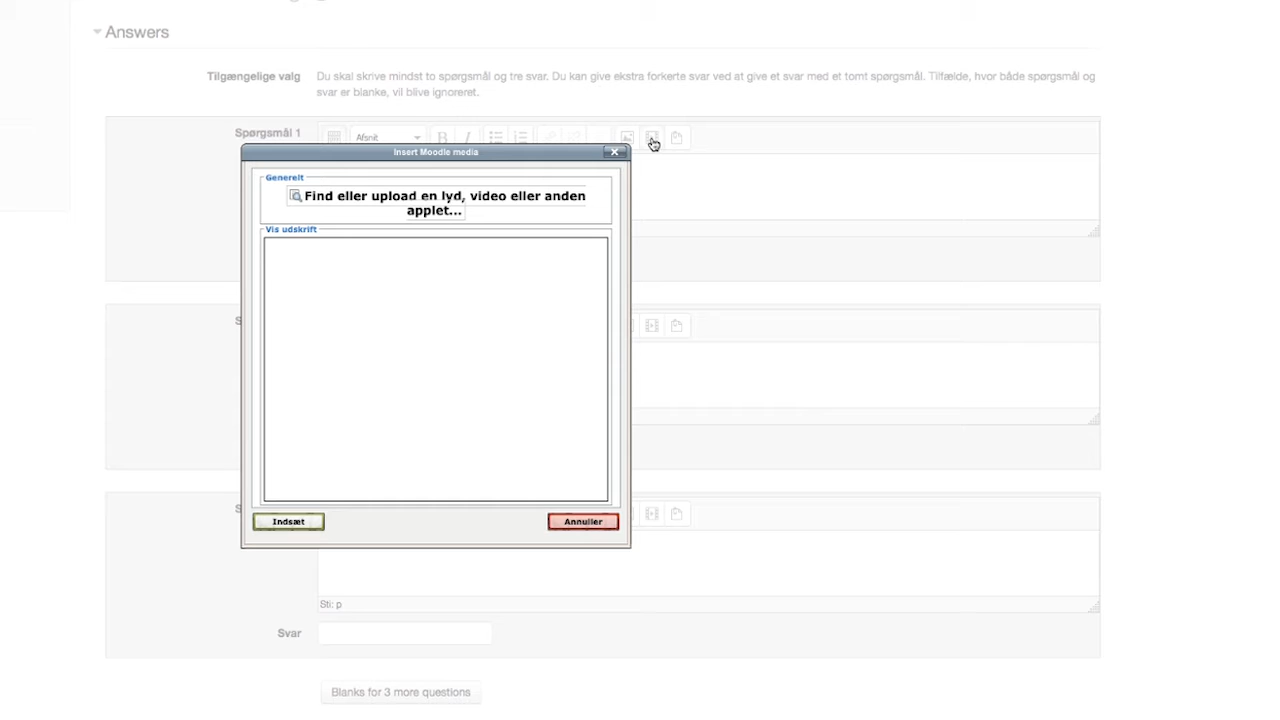 Answers
Tilgængelige valg
Du skal skrive mindst to spørgsmål og tre svar. Du kan give ekstra forkerte svar ved at give et svar med et tomt spørgsmål. Tilfælde, hvor både spørgsmål og
svar er blanke, vil blive ignoreret.
Spørgsmål 1
Afsnit
B I
Insert Moodle media
Generelt
Find eller upload en lyd, video eller anden
applet...
Vis udskrift
S
S
Indsæt
Annuller
Sti: p
Svar
Blanks for 3 more questions